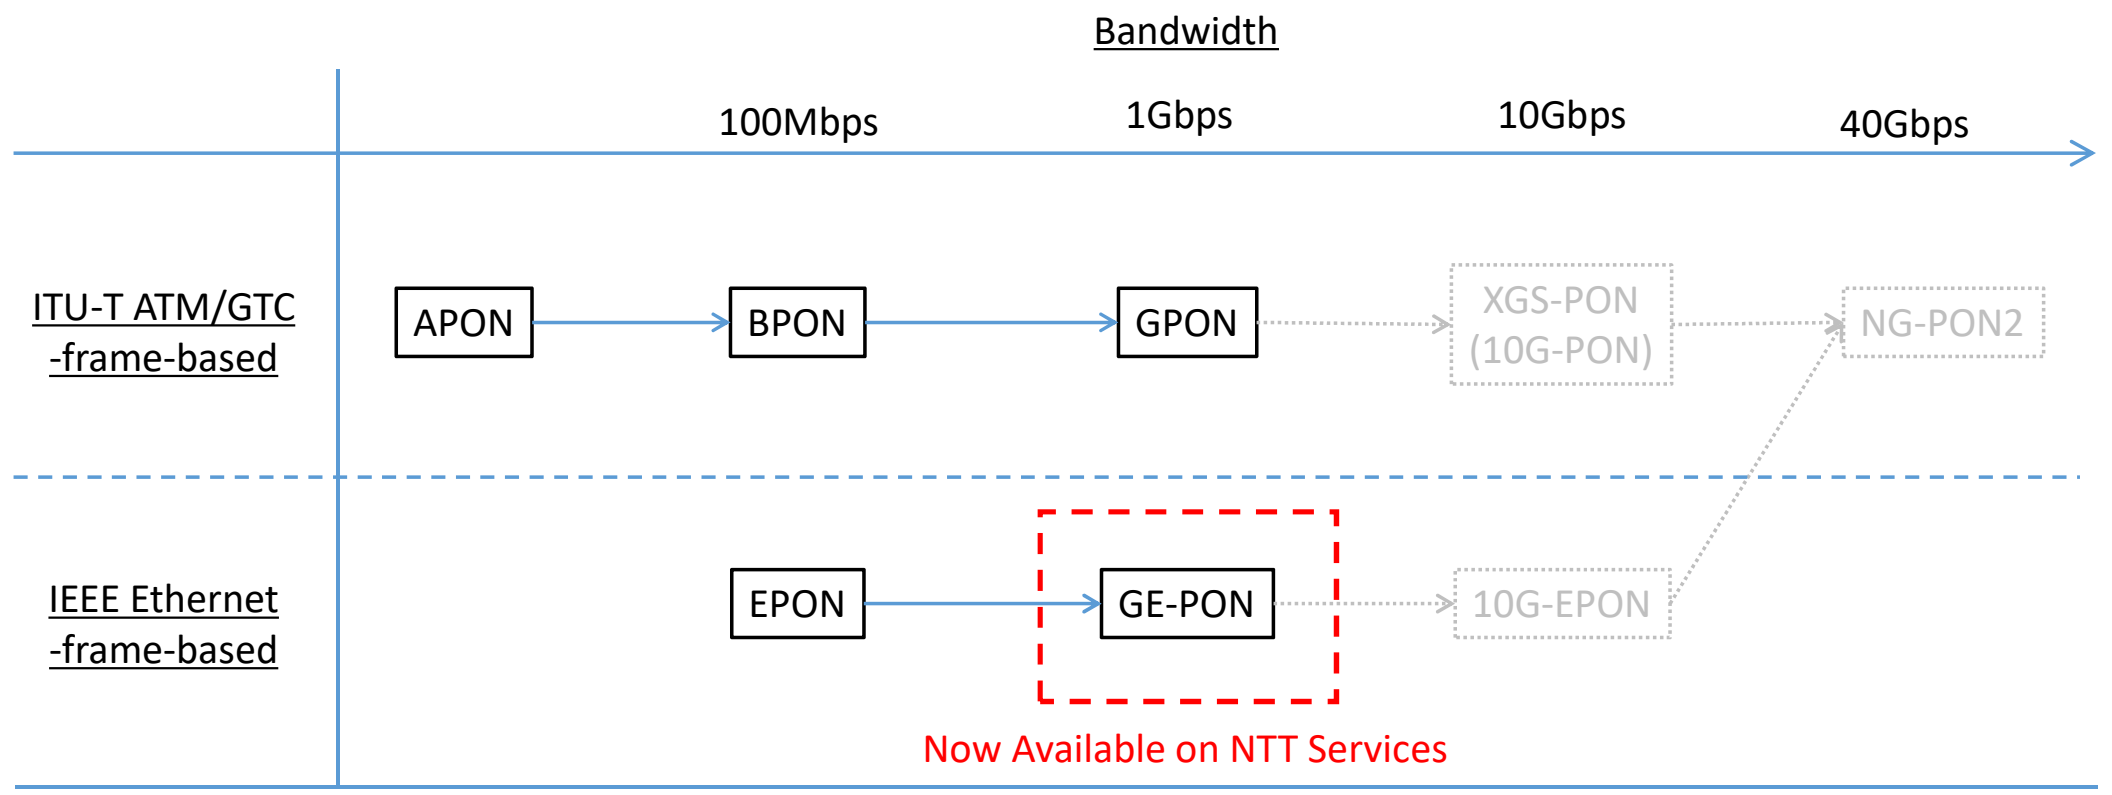 Bandwidth
100Mbps
1Gbps
10Gbps
40Gbps
ITU-T ATM/GTC
-frame-based
APON
BPON
GPON
XGS-PON
(10G-PON)
NG-PON2
IEEE Ethernet
-frame-based
EPON
GE-PON
10G-EPON
Now Available on NTT Services